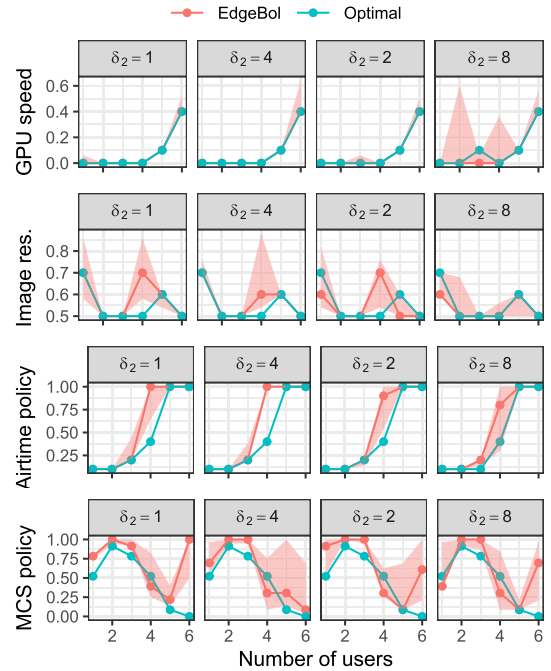 EdgeBol Optimal
δ₂ = 1 δ₂ = 4 δ₂ = 2 δ₂ = 8
GPU speed
0.6
0.4
0.2
0.0
δ₂ = 1 δ₂ = 4 δ₂ = 2 δ₂ = 8
Image res.
0.8
0.7
0.6
0.5
δ₂ = 1 δ₂ = 4 δ₂ = 2 δ₂ = 8
Airtime policy
1.00
0.75
0.50
0.25
δ₂ = 1 δ₂ = 4 δ₂ = 2 δ₂ = 8
MCS policy
1.00
0.75
0.50
0.25
0.00
2 4 6 2 4 6 2 4 6 2 4 6
Number of users